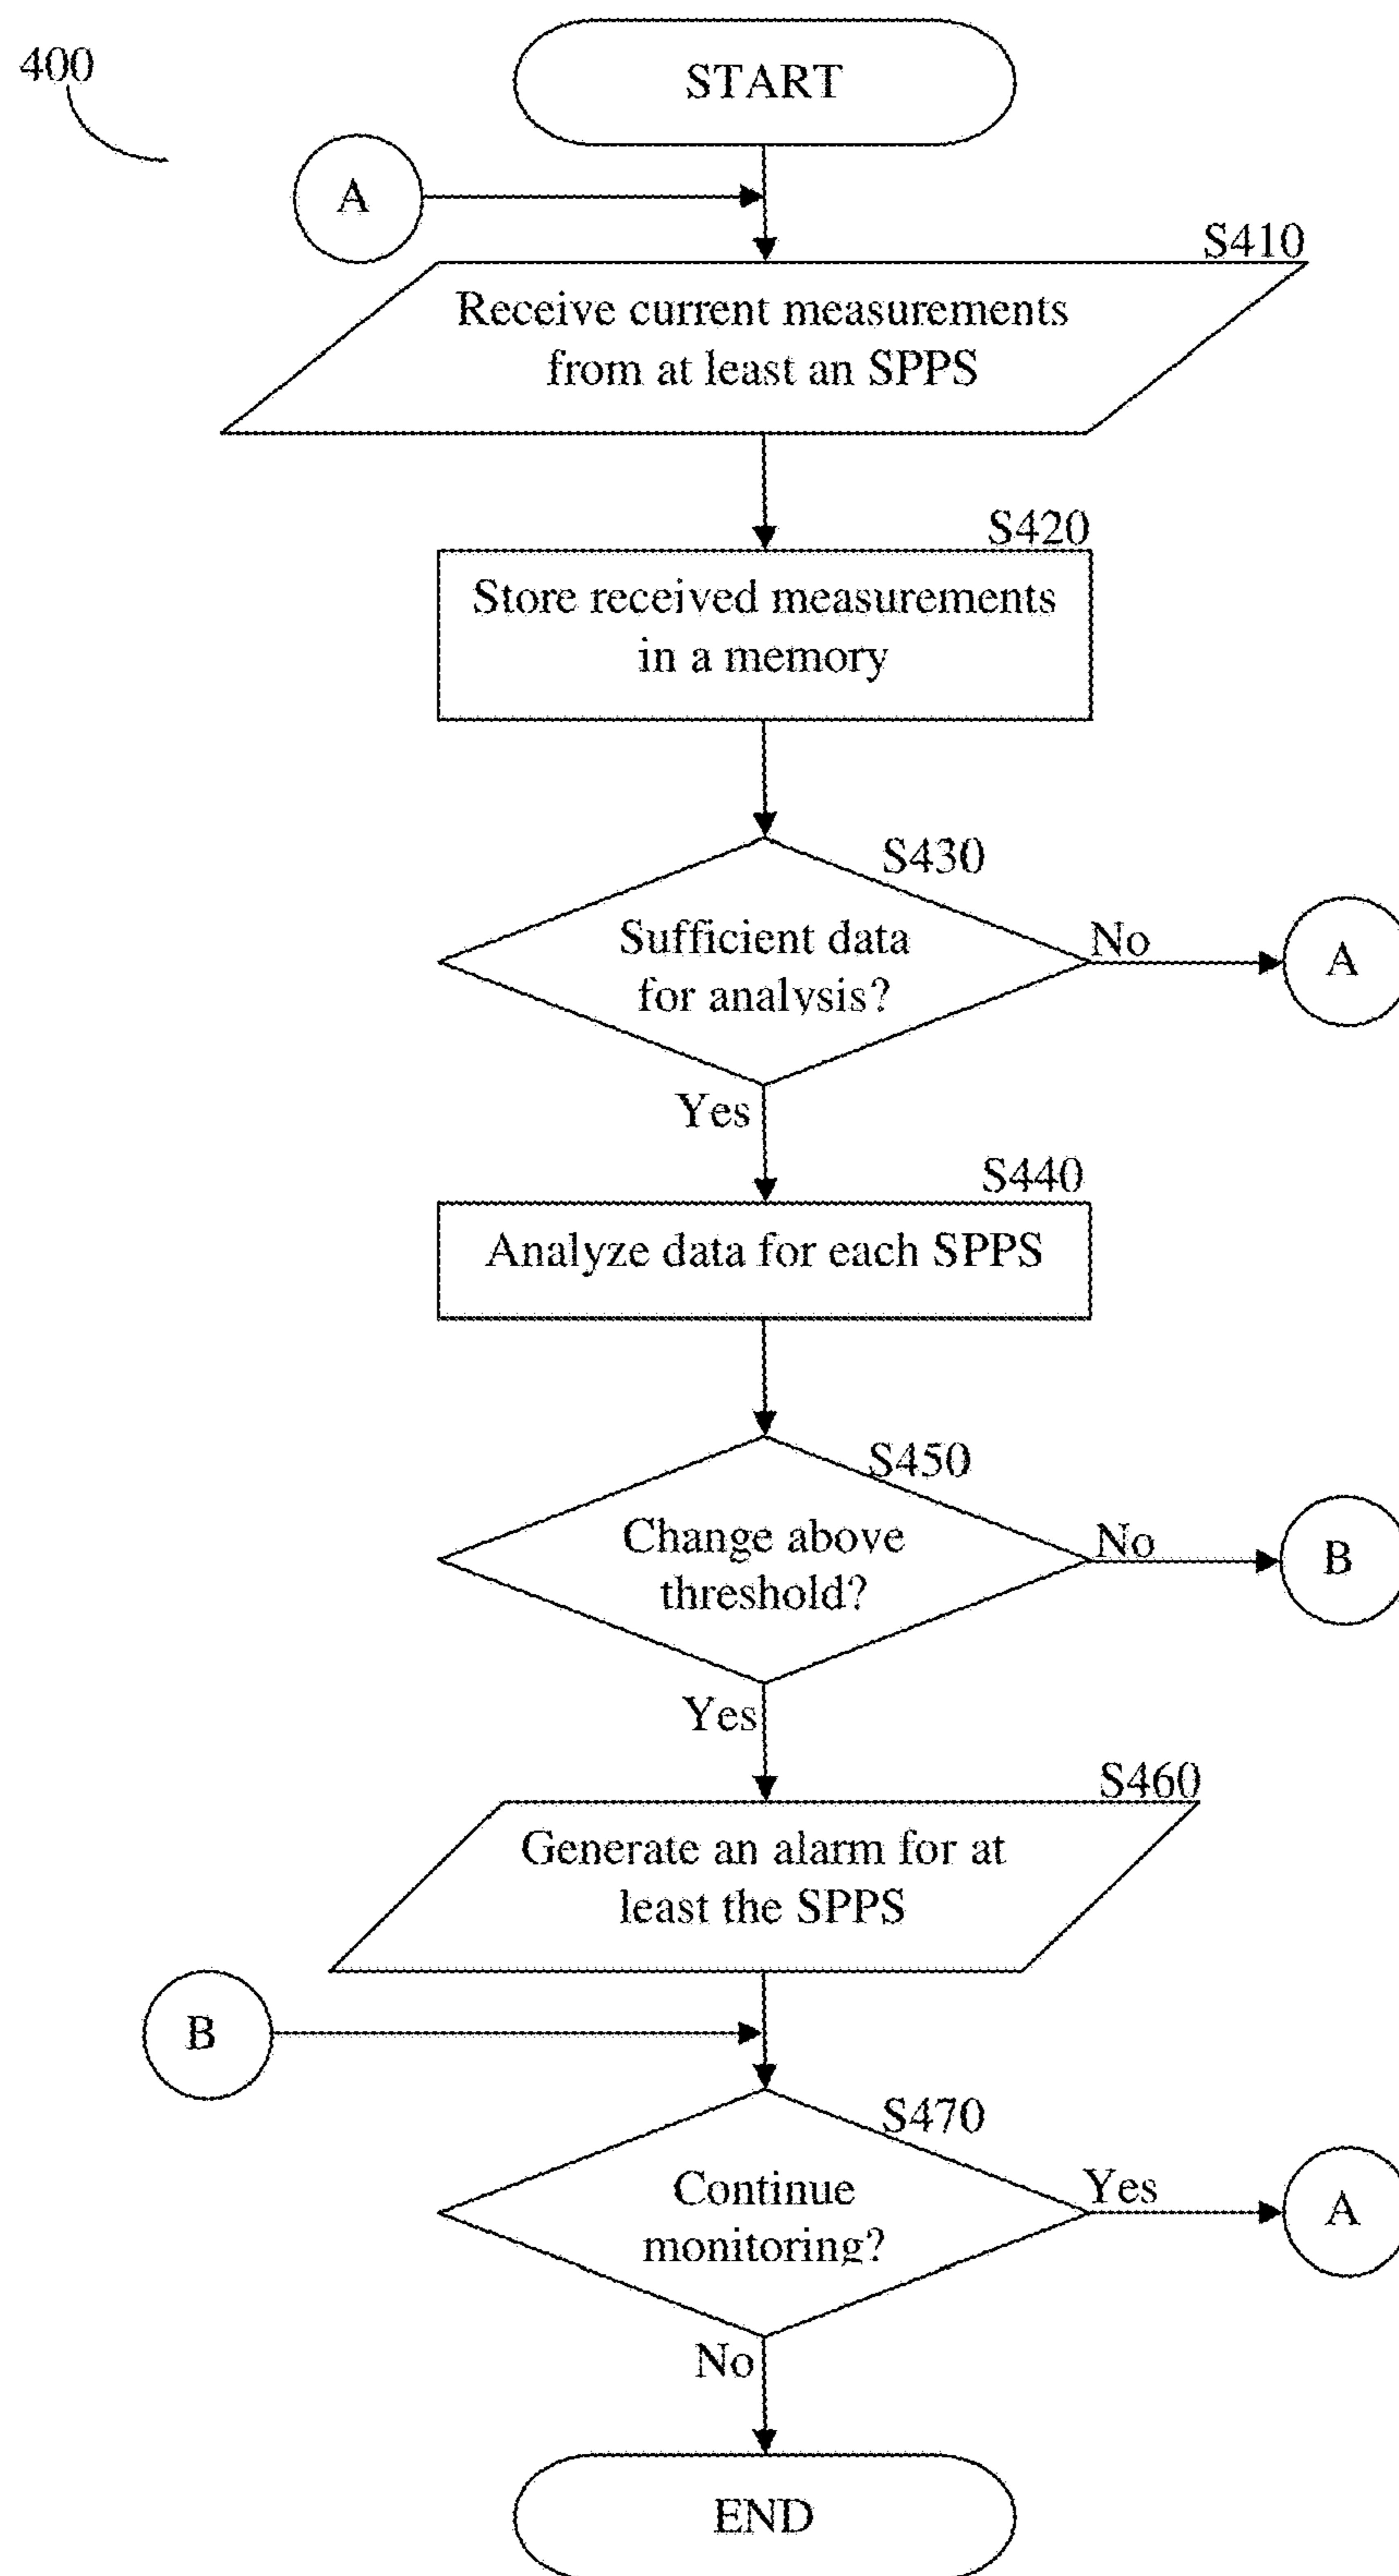 400
START
A
S410
Receive current measurements
from at least an SPPS
S420
Store received measurements
in a memory
S430
Sufficient data
for analysis?
No
A
Yes
S440
Analyze data for each SPPS
S450
Change above
threshold?
No
B
Yes
S460
Generate an alarm for at
least the SPPS
B
S470
Continue
monitoring?
Yes
A
No
END